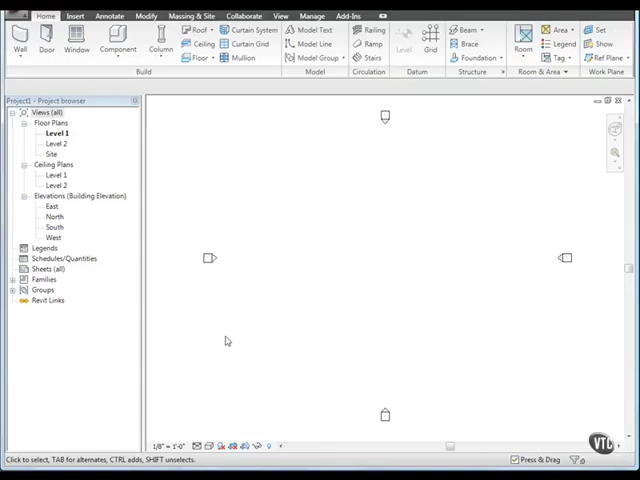 Home Insert Annotate Modify Massing & Site Collaborate View Manage Add-Ins
Wall Door Window Component Column Roof Ceiling Floor Curtain System Curtain Grid Mullion
Model Text Model Line Model Group
Railing Ramp Stairs
Level Grid
Beam Brace Foundation
Room Area Legend Tag
Set Show Ref Plane
Build Model Circulation Datum Structure Room & Area Work Plane
Project1 - Project browser
Views (all)
Floor Plans
Level 1
Level 2
Site
Ceiling Plans
Level 1
Level 2
Elevations (Building Elevation)
East
North
South
West
Legends
Schedules/Quantities
Sheets (all)
Families
Groups
Revit Links
1/8" = 1'-0"
VTC
Click to select, TAB for alternates, CTRL adds, SHIFT unselects.
Press & Drag
:0